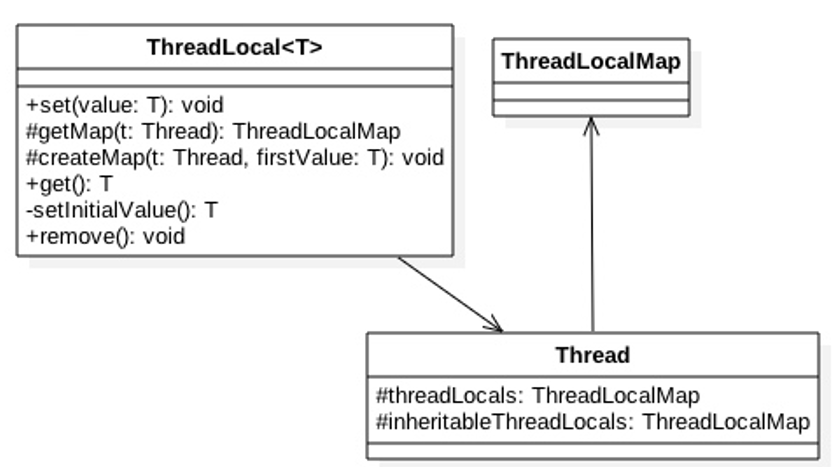 ThreadLocal<T>
+set(value: T): void
#getMap(t: Thread): ThreadLocalMap
#createMap(t: Thread, firstValue: T): void
+get(): T
-setInitialValue(): T
+remove(): void
ThreadLocalMap
Thread
#threadLocals: ThreadLocalMap
#inheritableThreadLocals: ThreadLocalMap